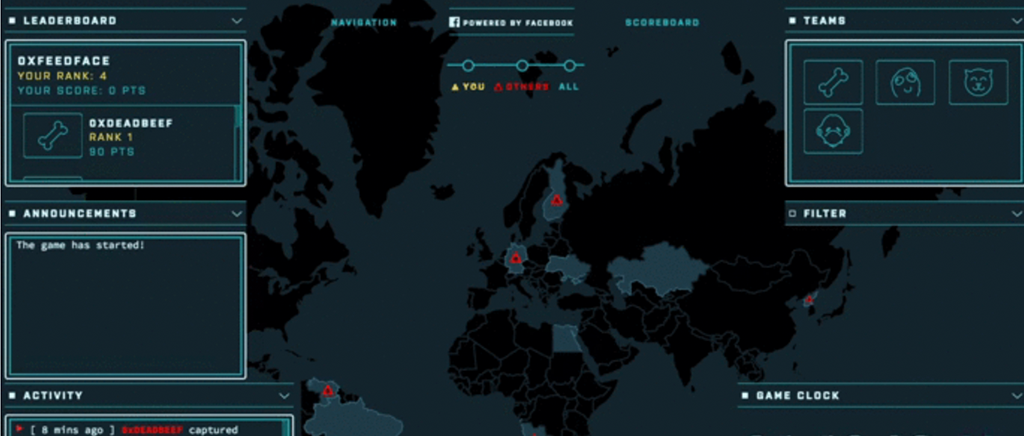 LEADERBOARD
NAVIGATION
POWERED BY FACEBOOK
SCOREBOARD
TEAMS
0XFEEDFACE
YOUR RANK: 4
YOUR SCORE: 0 PTS
YOU
OTHERS
ALL
0XDEADBEEF
RANK 1
90 PTS
ANNOUNCEMENTS
FILTER
The game has started!
ACTIVITY
GAME CLOCK
[ 8 mins ago ] 0xDEADBEEF captured